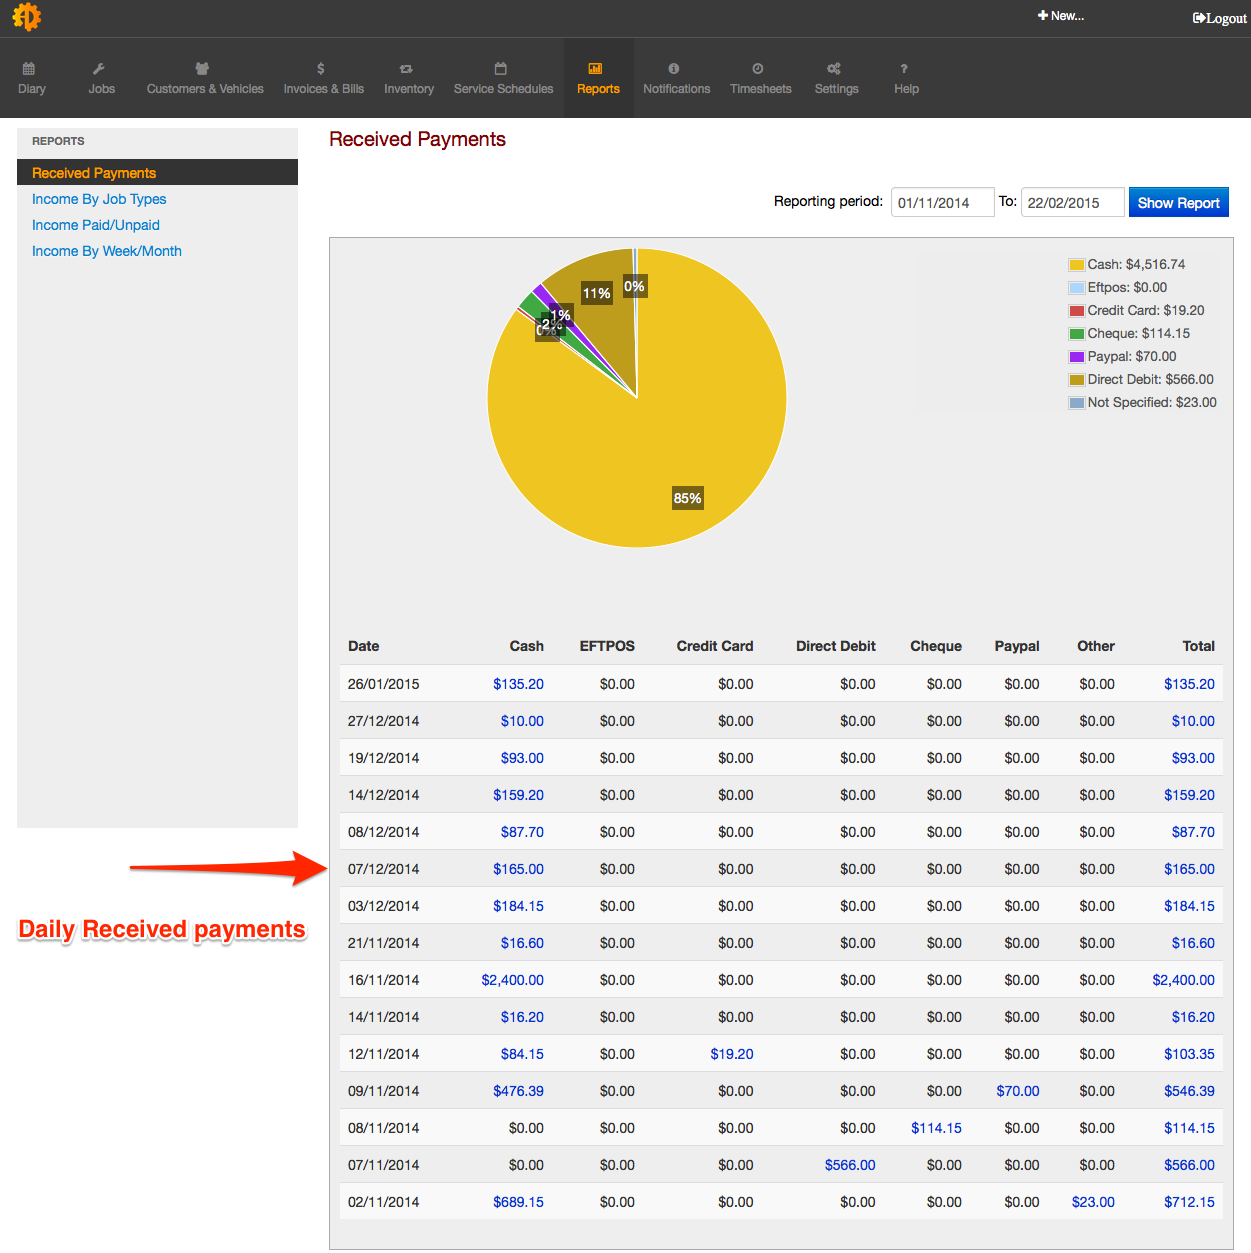 New...
Logout
Diary
Jobs
Customers & Vehicles
Invoices & Bills
Inventory
Service Schedules
Reports
Notifications
Timesheets
Settings
Help
REPORTS
Received Payments
Income By Job Types
Income Paid/Unpaid
Income By Week/Month
Received Payments
Reporting period: 01/11/2014 To: 22/02/2015 Show Report
0%
11%
1%
2%
0%
85%
Cash: $4,516.74
Eftpos: $0.00
Credit Card: $19.20
Cheque: $114.15
Paypal: $70.00
Direct Debit: $566.00
Not Specified: $23.00
Date Cash EFTPOS Credit Card Direct Debit Cheque Paypal Other Total
26/01/2015 $135.20 $0.00 $0.00 $0.00 $0.00 $0.00 $0.00 $135.20
27/12/2014 $10.00 $0.00 $0.00 $0.00 $0.00 $0.00 $0.00 $10.00
19/12/2014 $93.00 $0.00 $0.00 $0.00 $0.00 $0.00 $0.00 $93.00
14/12/2014 $159.20 $0.00 $0.00 $0.00 $0.00 $0.00 $0.00 $159.20
08/12/2014 $87.70 $0.00 $0.00 $0.00 $0.00 $0.00 $0.00 $87.70
07/12/2014 $165.00 $0.00 $0.00 $0.00 $0.00 $0.00 $0.00 $165.00
03/12/2014 $184.15 $0.00 $0.00 $0.00 $0.00 $0.00 $0.00 $184.15
21/11/2014 $16.60 $0.00 $0.00 $0.00 $0.00 $0.00 $0.00 $16.60
16/11/2014 $2,400.00 $0.00 $0.00 $0.00 $0.00 $0.00 $0.00 $2,400.00
14/11/2014 $16.20 $0.00 $0.00 $0.00 $0.00 $0.00 $0.00 $16.20
12/11/2014 $84.15 $0.00 $19.20 $0.00 $0.00 $0.00 $0.00 $103.35
09/11/2014 $476.39 $0.00 $0.00 $0.00 $0.00 $70.00 $0.00 $546.39
08/11/2014 $0.00 $0.00 $0.00 $0.00 $114.15 $0.00 $0.00 $114.15
07/11/2014 $0.00 $0.00 $0.00 $566.00 $0.00 $0.00 $0.00 $566.00
02/11/2014 $689.15 $0.00 $0.00 $0.00 $0.00 $0.00 $23.00 $712.15
Daily Received payments